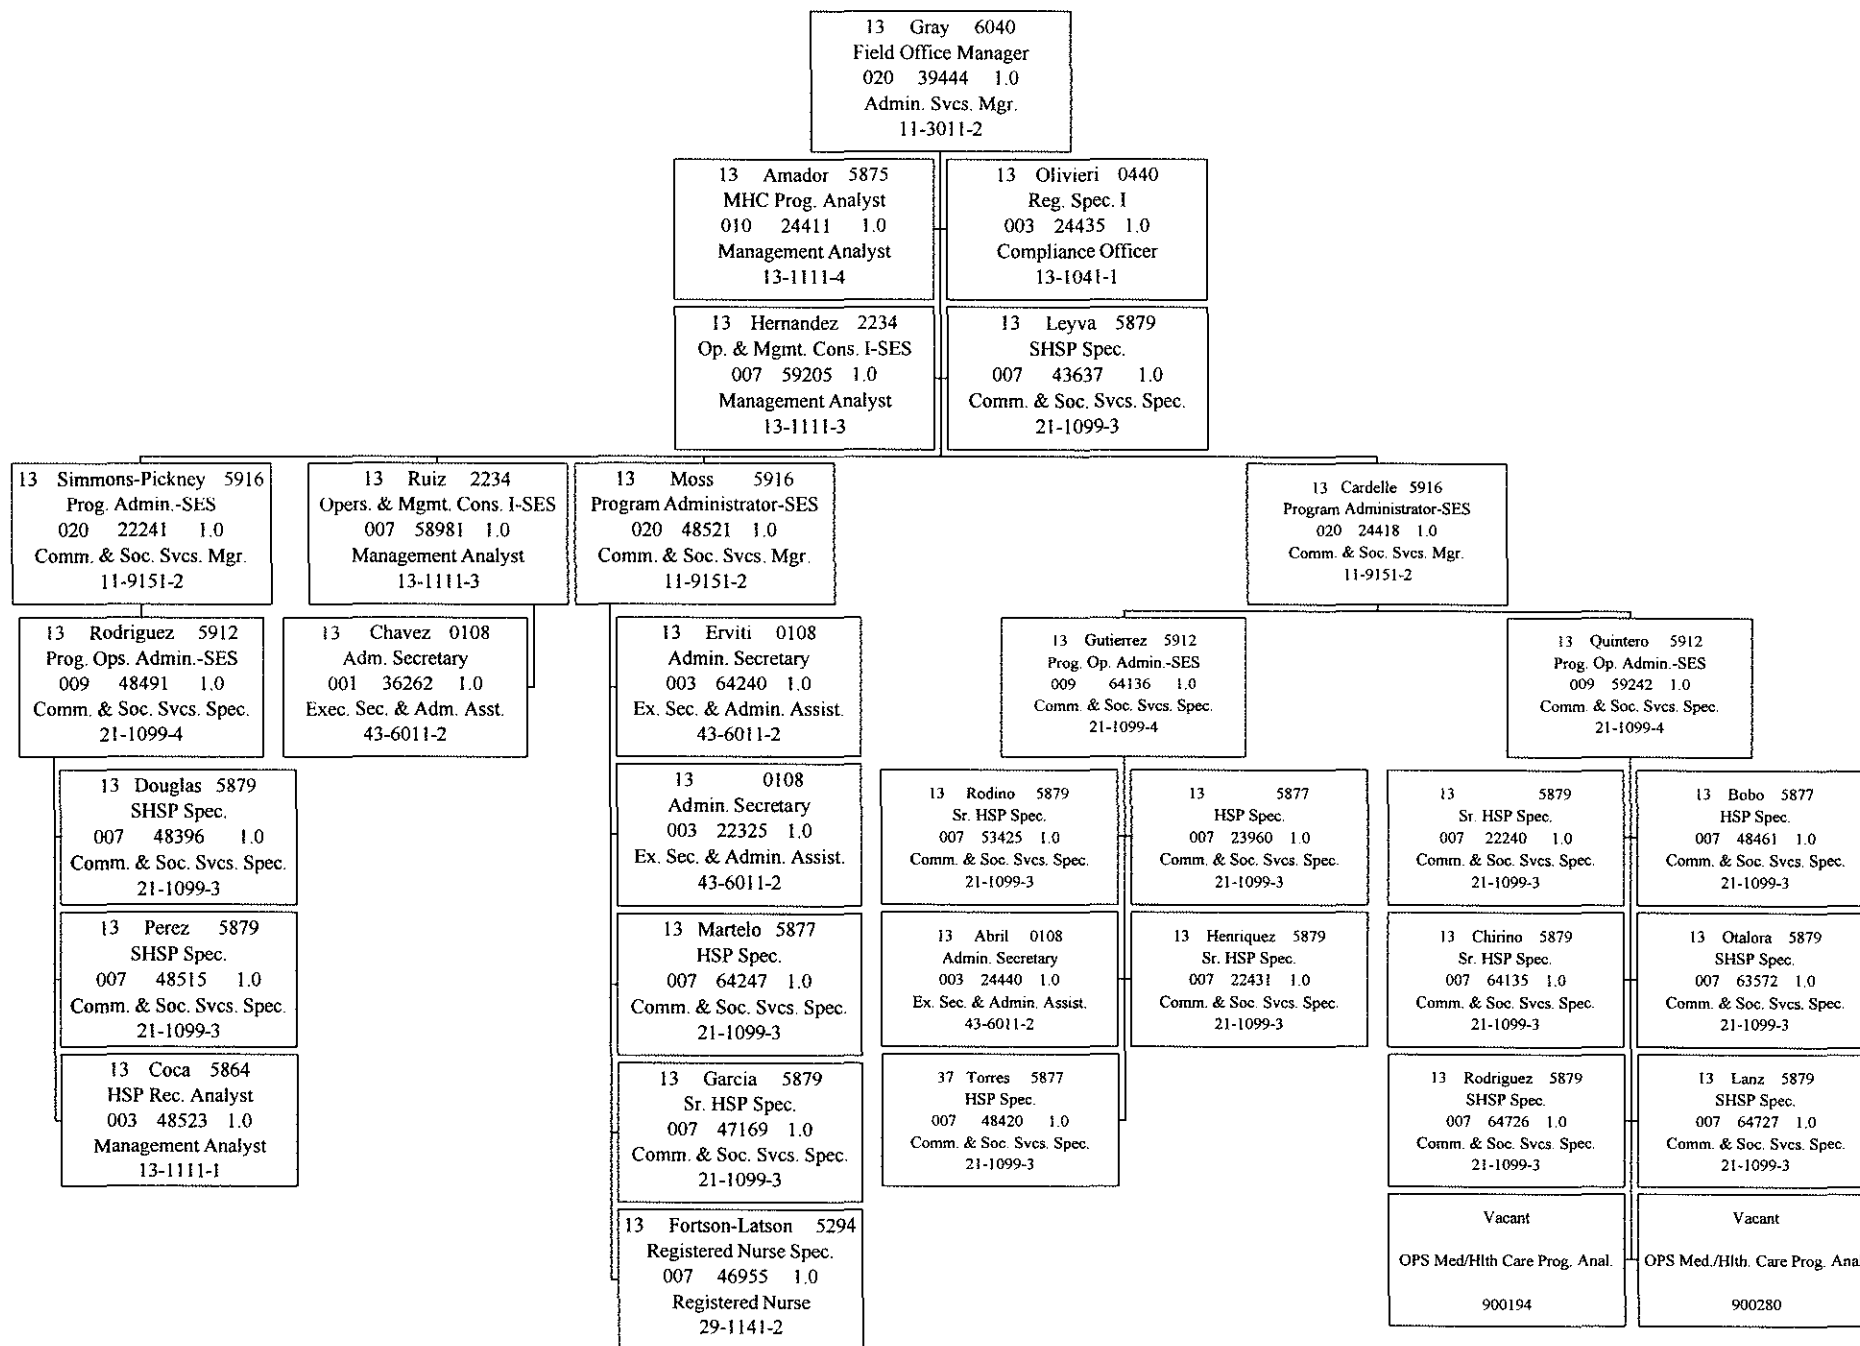 13 Gray 6040
Field Office Manager
020 39444 1.0
Admin. Svcs. Mgr.
11-3011-2
13 Amador 5875
MHC Prog. Analyst
010 24411 1.0
Management Analyst
13-1111-4
13 Olivieri 0440
Reg. Spec. I
003 24435 1.0
Compliance Officer
13-1041-1
13 Hernandez 2234
Op. & Mgmt. Cons. I-SES
007 59205 1.0
Management Analyst
13-1111-3
13 Leyva 5879
SHSP Spec.
007 43637 1.0
Comm. & Soc. Svcs. Spec.
21-1099-3
13 Simmons-Pickney 5916
Prog. Admin.-SES
020 22241 1.0
Comm. & Soc. Svcs. Mgr.
11-9151-2
13 Ruiz 2234
Opers. & Mgmt. Cons. I-SES
007 58981 1.0
Management Analyst
13-1111-3
13 Moss 5916
Program Administrator-SES
020 48521 1.0
Comm. & Soc. Svcs. Mgr.
11-9151-2
13 Cardelle 5916
Program Administrator-SES
020 24418 1.0
Comm. & Soc. Svcs. Mgr.
11-9151-2
13 Rodriguez 5912
Prog. Ops. Admin.-SES
009 48491 1.0
Comm. & Soc. Svcs. Spec.
21-1099-4
13 Chavez 0108
Adm. Secretary
001 36262 1.0
Exec. Sec. & Adm. Asst.
43-6011-2
13 Erviti 0108
Admin. Secretary
003 64240 1.0
Ex. Sec. & Admin. Assist.
43-6011-2
13 Gutierrez 5912
Prog. Op. Admin.-SES
009 64136 1.0
Comm. & Soc. Svcs. Spec.
21-1099-4
13 Quintero 5912
Prog. Op. Admin.-SES
009 59242 1.0
Comm. & Soc. Svcs. Spec.
21-1099-4
13 Douglas 5879
SHSP Spec.
007 48396 1.0
Comm. & Soc. Svcs. Spec.
21-1099-3
13 0108
Admin. Secretary
003 22325 1.0
Ex. Sec. & Admin. Assist.
43-6011-2
13 Rodino 5879
Sr. HSP Spec.
007 53425 1.0
Comm. & Soc. Svcs. Spec.
21-1099-3
13 5877
HSP Spec.
007 23960 1.0
Comm. & Soc. Svcs. Spec.
21-1099-3
13 5879
Sr. HSP Spec.
007 22240 1.0
Comm. & Soc. Svcs. Spec.
21-1099-3
13 Bobo 5877
HSP Spec.
007 48461 1.0
Comm. & Soc. Svcs. Spec.
21-1099-3
13 Perez 5879
SHSP Spec.
007 48515 1.0
Comm. & Soc. Svcs. Spec.
21-1099-3
13 Martelo 5877
HSP Spec.
007 64247 1.0
Comm. & Soc. Svcs. Spec.
21-1099-3
13 Abril 0108
Admin. Secretary
003 24440 1.0
Ex. Sec. & Admin. Assist.
43-6011-2
13 Henriquez 5879
Sr. HSP Spec.
007 22431 1.0
Comm. & Soc. Svcs. Spec.
21-1099-3
13 Chirino 5879
Sr. HSP Spec.
007 64135 1.0
Comm. & Soc. Svcs. Spec.
21-1099-3
13 Otalora 5879
SHSP Spec.
007 63572 1.0
Comm. & Soc. Svcs. Spec.
21-1099-3
13 Coca 5864
HSP Rec. Analyst
003 48523 1.0
Management Analyst
13-1111-1
13 Garcia 5879
Sr. HSP Spec.
007 47169 1.0
Comm. & Soc. Svcs. Spec.
21-1099-3
37 Torres 5877
HSP Spec.
007 48420 1.0
Comm. & Soc. Svcs. Spec.
21-1099-3
13 Rodriguez 5879
SHSP Spec.
007 64726 1.0
Comm. & Soc. Svcs. Spec.
21-1099-3
13 Lanz 5879
SHSP Spec.
007 64727 1.0
Comm. & Soc. Svcs. Spec.
21-1099-3
13 Fortson-Latson 5294
Registered Nurse Spec.
007 46955 1.0
Registered Nurse
29-1141-2
Vacant
OPS Med/Hlth Care Prog. Anal.
900194
Vacant
OPS Med./Hlth. Care Prog. Ana
900280